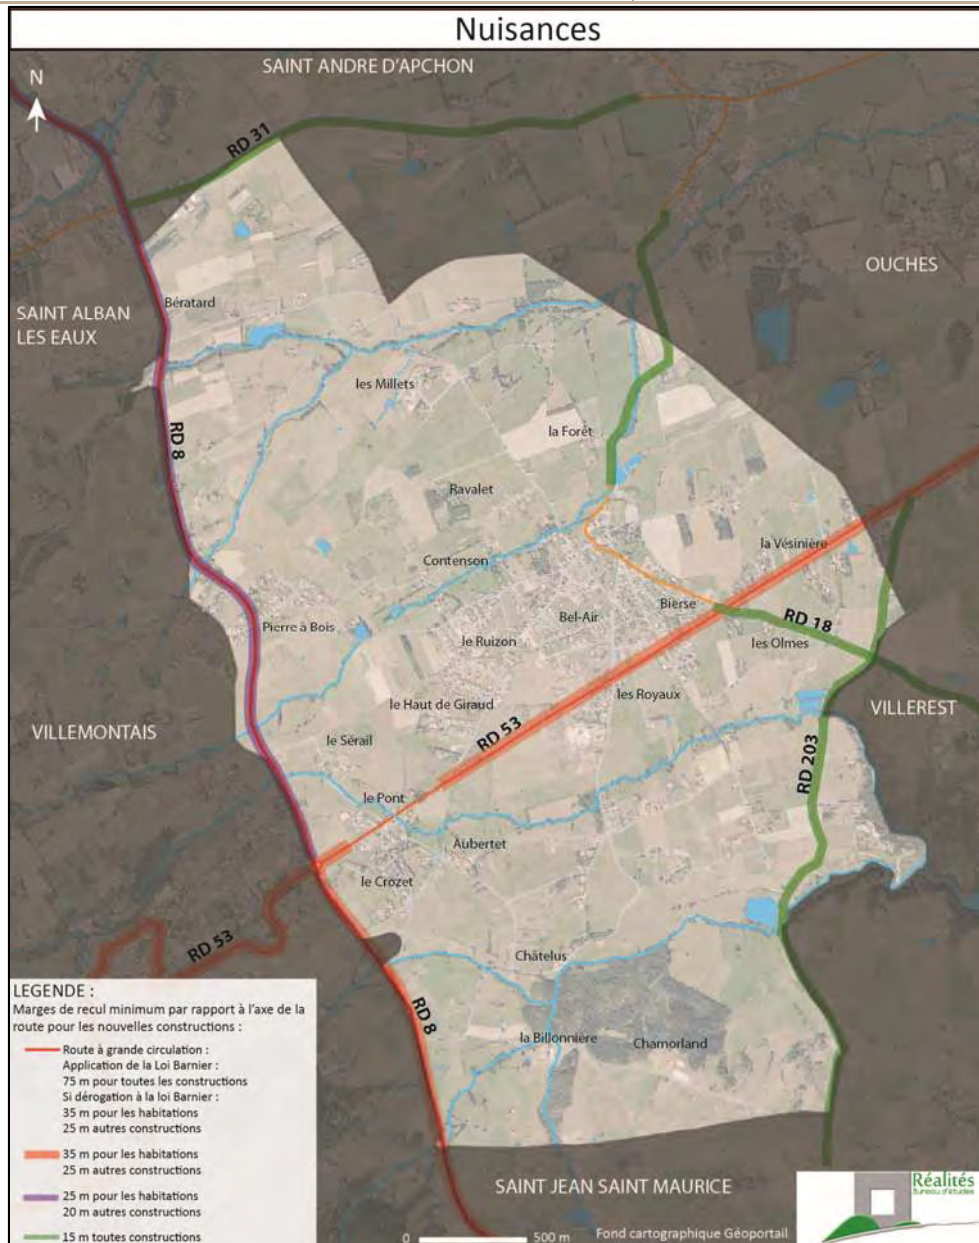 Nuisances
SAINT ANDRE D'APCHON
N
RD 31
OUCHES
SAINT ALBAN
LES EAUX
Bératard
les Millets
RD 8
la Forêt
Ravalet
Contenson
la Vésinière
Pierre à Bois
Bel-Air
Bierse
RD 18
le Ruizon
les Olmes
le Haut de Giraud
les Royaux
VILLEREST
VILLEMONTAIS
le Sérail
RD 53
RD 203
le Pont
Aubertet
le Crozet
RD 53
Châtelus
RD 8
la Billonnière
Chamorland
LEGENDE :
Marges de recul minimum par rapport à l'axe de la
route pour les nouvelles constructions :
Route à grande circulation :
Application de la Loi Barnier :
75 m pour toutes les constructions
Si dérogation à la loi Barnier :
35 m pour les habitations
25 m autres constructions
35 m pour les habitations
25 m autres constructions
25 m pour les habitations
20 m autres constructions
15 m toutes constructions
SAINT JEAN SAINT MAURICE
Réalités
Bureau d'études
0 500 m
Fond cartographique Géoportail